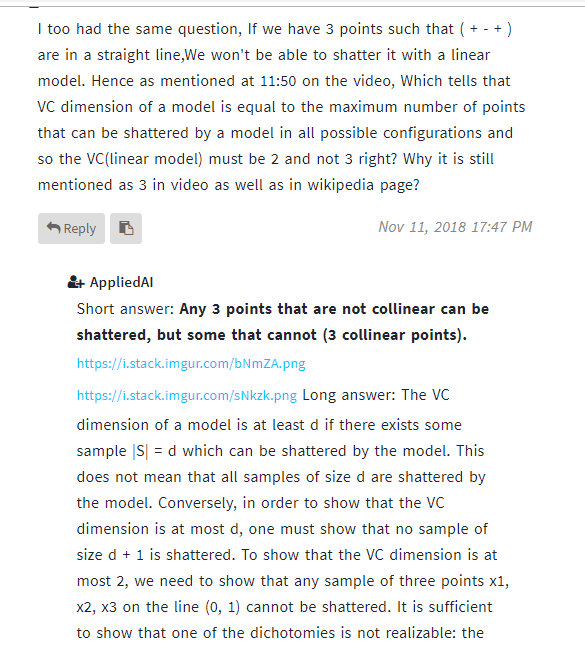 I too had the same question, If we have 3 points such that ( + - + )
are in a straight line,We won't be able to shatter it with a linear
model. Hence as mentioned at 11:50 on the video, Which tells that
VC dimension of a model is equal to the maximum number of points
that can be shattered by a model in all possible configurations and
so the VC(linear model) must be 2 and not 3 right? Why it is still
mentioned as 3 in video as well as in wikipedia page?
Reply
Nov 11, 2018 17:47 PM
AppliedAI
Short answer: Any 3 points that are not collinear can be
shattered, but some that cannot (3 collinear points).
https://i.stack.imgur.com/bNmZA.png
https://i.stack.imgur.com/sNkzk.png Long answer: The VC
dimension of a model is at least d if there exists some
sample |S| = d which can be shattered by the model. This
does not mean that all samples of size d are shattered by
the model. Conversely, in order to show that the VC
dimension is at most d, one must show that no sample of
size d + 1 is shattered. To show that the VC dimension is at
most 2, we need to show that any sample of three points x1,
x2, x3 on the line (0, 1) cannot be shattered. It is sufficient
to show that one of the dichotomies is not realizable: the